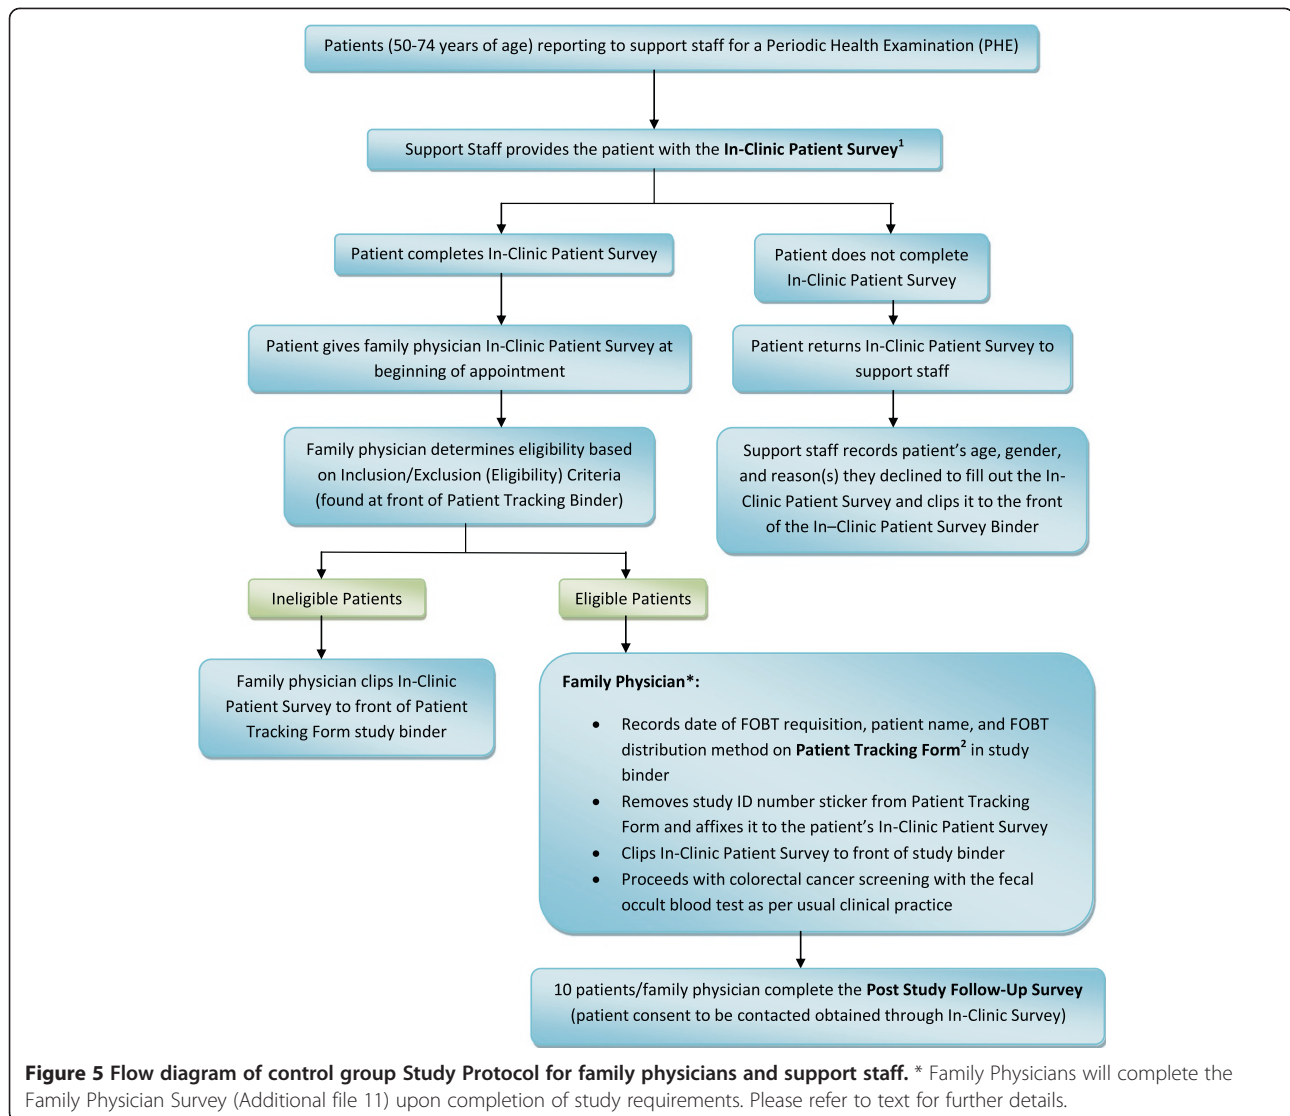 Patients (50-74 years of age) reporting to support staff for a Periodic Health Examination (PHE)
Support Staff provides the patient with the In-Clinic Patient Survey1
Patient completes In-Clinic Patient Survey
Patient does not complete
In-Clinic Patient Survey
Patient gives family physician In-Clinic Patient Survey at
beginning of appointment
Patient returns In-Clinic Patient Survey to
support staff
Family physician determines eligibility based
on Inclusion/Exclusion (Eligibility) Criteria
(found at front of Patient Tracking Binder)
Support staff records patient's age, gender,
and reason(s) they declined to fill out the In-
Clinic Patient Survey and clips it to the front
of the In–Clinic Patient Survey Binder
Ineligible Patients
Eligible Patients
Family physician clips In-Clinic
Patient Survey to front of Patient
Tracking Form study binder
Family Physician*:
• Records date of FOBT requisition, patient name, and FOBT
distribution method on Patient Tracking Form2 in study
binder
• Removes study ID number sticker from Patient Tracking
Form and affixes it to the patient's In-Clinic Patient Survey
• Clips In-Clinic Patient Survey to front of study binder
• Proceeds with colorectal cancer screening with the fecal
occult blood test as per usual clinical practice
10 patients/family physician complete the Post Study Follow-Up Survey
(patient consent to be contacted obtained through In-Clinic Survey)
Figure 5 Flow diagram of control group Study Protocol for family physicians and support staff. * Family Physicians will complete the
Family Physician Survey (Additional file 11) upon completion of study requirements. Please refer to text for further details.